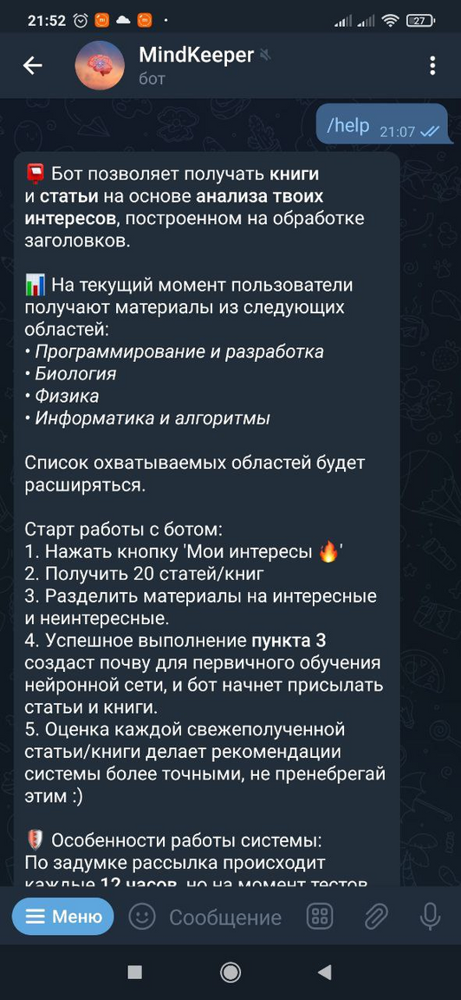 21:52
27
MindKeeper
бот
/help 21:07
Бот позволяет получать книги
и статьи на основе анализа твоих
интересов, построенном на обработке
заголовков.
На текущий момент пользователи
получают материалы из следующих
областей:
• Программирование и разработка
• Биология
• Физика
• Информатика и алгоритмы
Список охватываемых областей будет
расширяться.
Старт работы с ботом:
1. Нажать кнопку 'Мои интересы 🔥'
2. Получить 20 статей/книг
3. Разделить материалы на интересные
и неинтересные.
4. Успешное выполнение пункта 3
создаст почву для первичного обучения
нейронной сети, и бот начнет присылать
статьи и книги.
5. Оценка каждой свежеполученной
статьи/книги делает рекомендации
системы более точными, не пренебрегай
этим :)
Особенности работы системы:
По задумке рассылка происходит
каждые 12 часов, но на момент тестов
Меню
Сообщение